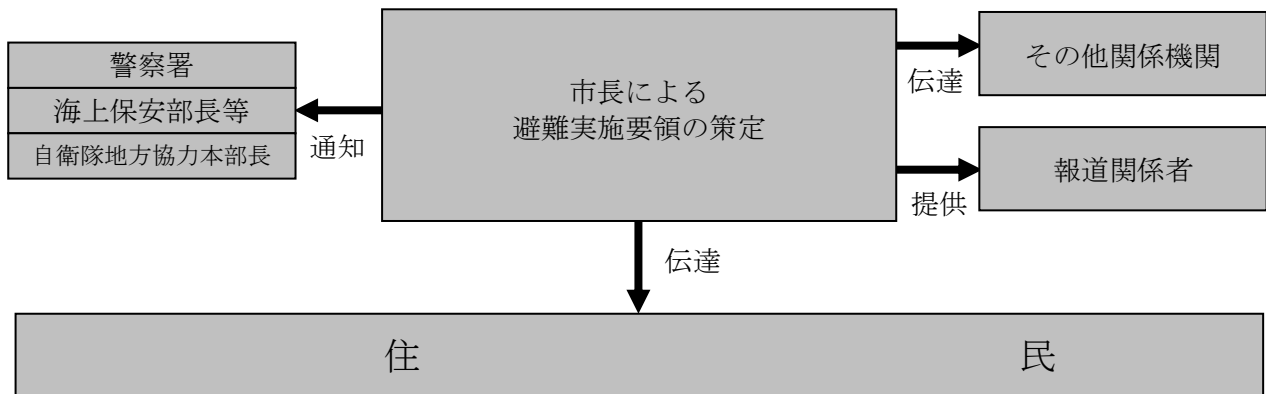 警察署
海上保安部長等
自衛隊地方協力本部長
通知
市長による
避難実施要領の策定
伝達
その他関係機関
提供
報道関係者
伝達
住 民